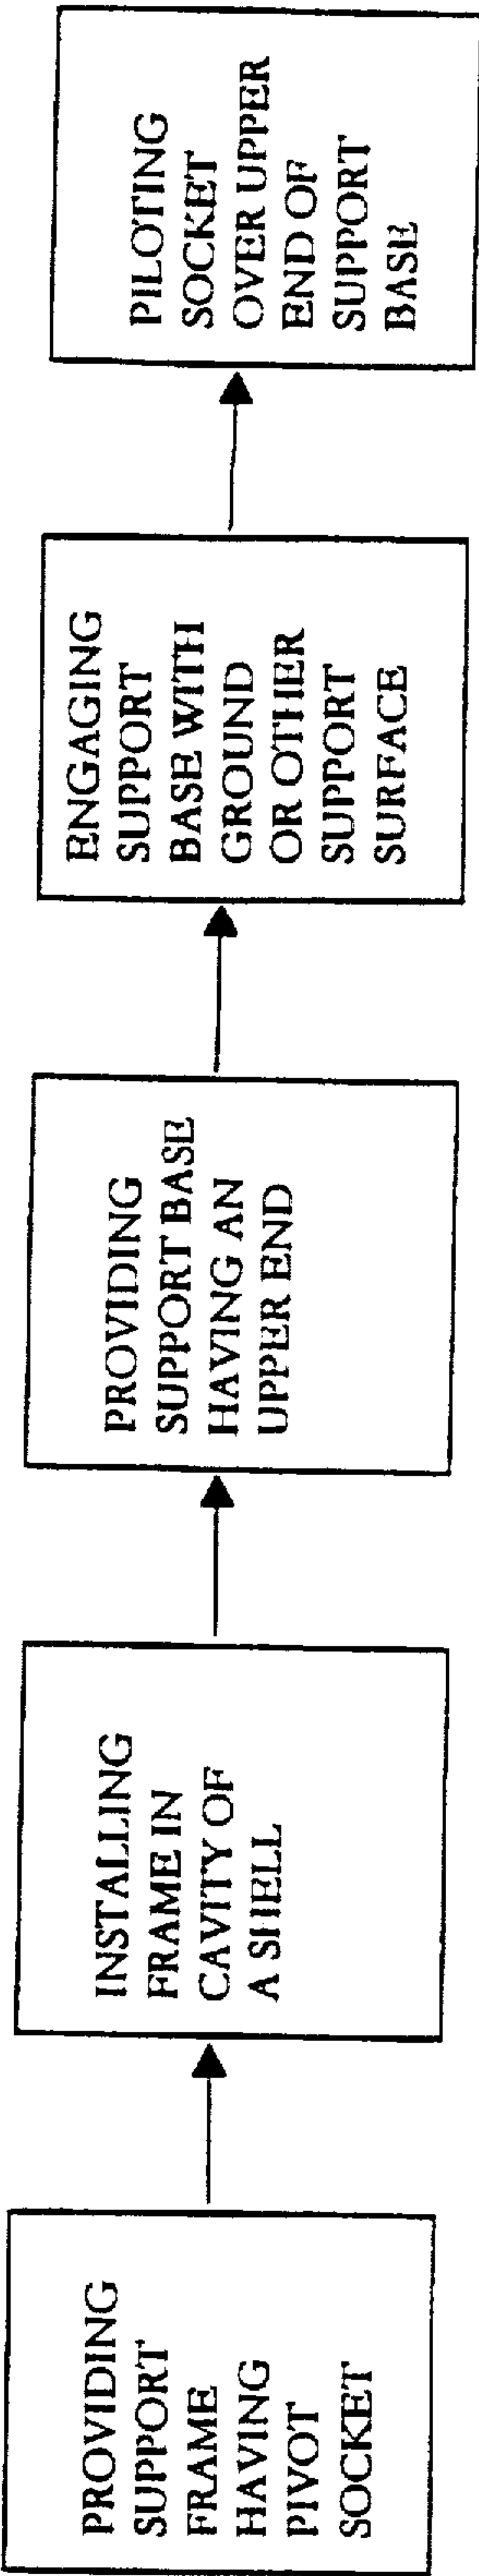 PROVIDING
SUPPORT
FRAME
HAVING
PIVOT
SOCKET
INSTALLING
FRAME IN
CAVITY OF
A SHELL
PROVIDING
SUPPORT BASE
HAVING AN
UPPER END
ENGAGING
SUPPORT
BASE WITH
GROUND
OR OTHER
SUPPORT
SURFACE
PILOTING
SOCKET
OVER UPPER
END OF
SUPPORT
BASE